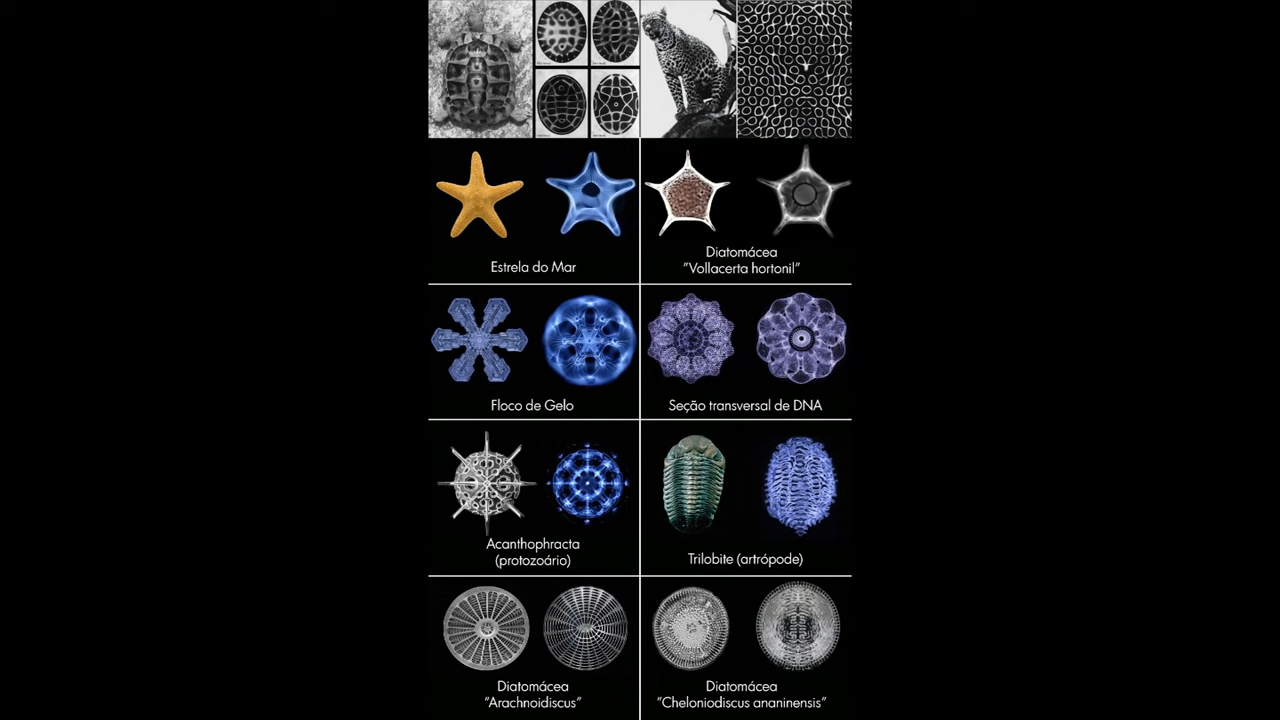 Estrela do Mar
Diatomácea
"Vollacerta hortonil"
Floco de Gelo
Seção transversal de DNA
Acanthophracta
(protozoário)
Trilobite (artrópode)
Diatomácea
"Arachnoidiscus"
Diatomácea
"Cheloniodiscus ananinensis"